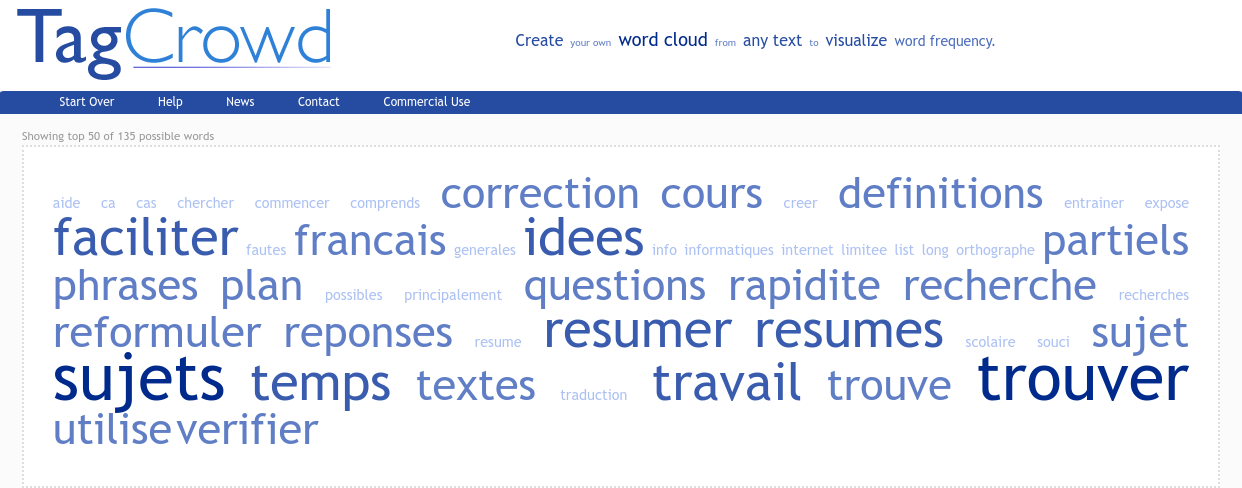 TagCrowd
Create your own word cloud from any text to visualize word frequency.
Start Over Help News Contact Commercial Use
Showing top 50 of 135 possible words
aide ca cas chercher commencer comprends correction cours creer definitions entrainer expose
faciliter fautes francais generales idees info informatiques internet limitee list long orthographe partiels
phrases plan possibles principalement questions rapidite recherche recherches
reformuler reponses resume resumer resumes scolaire souci sujet
sujets temps textes traduction travail trouve trouver
utilise verifier